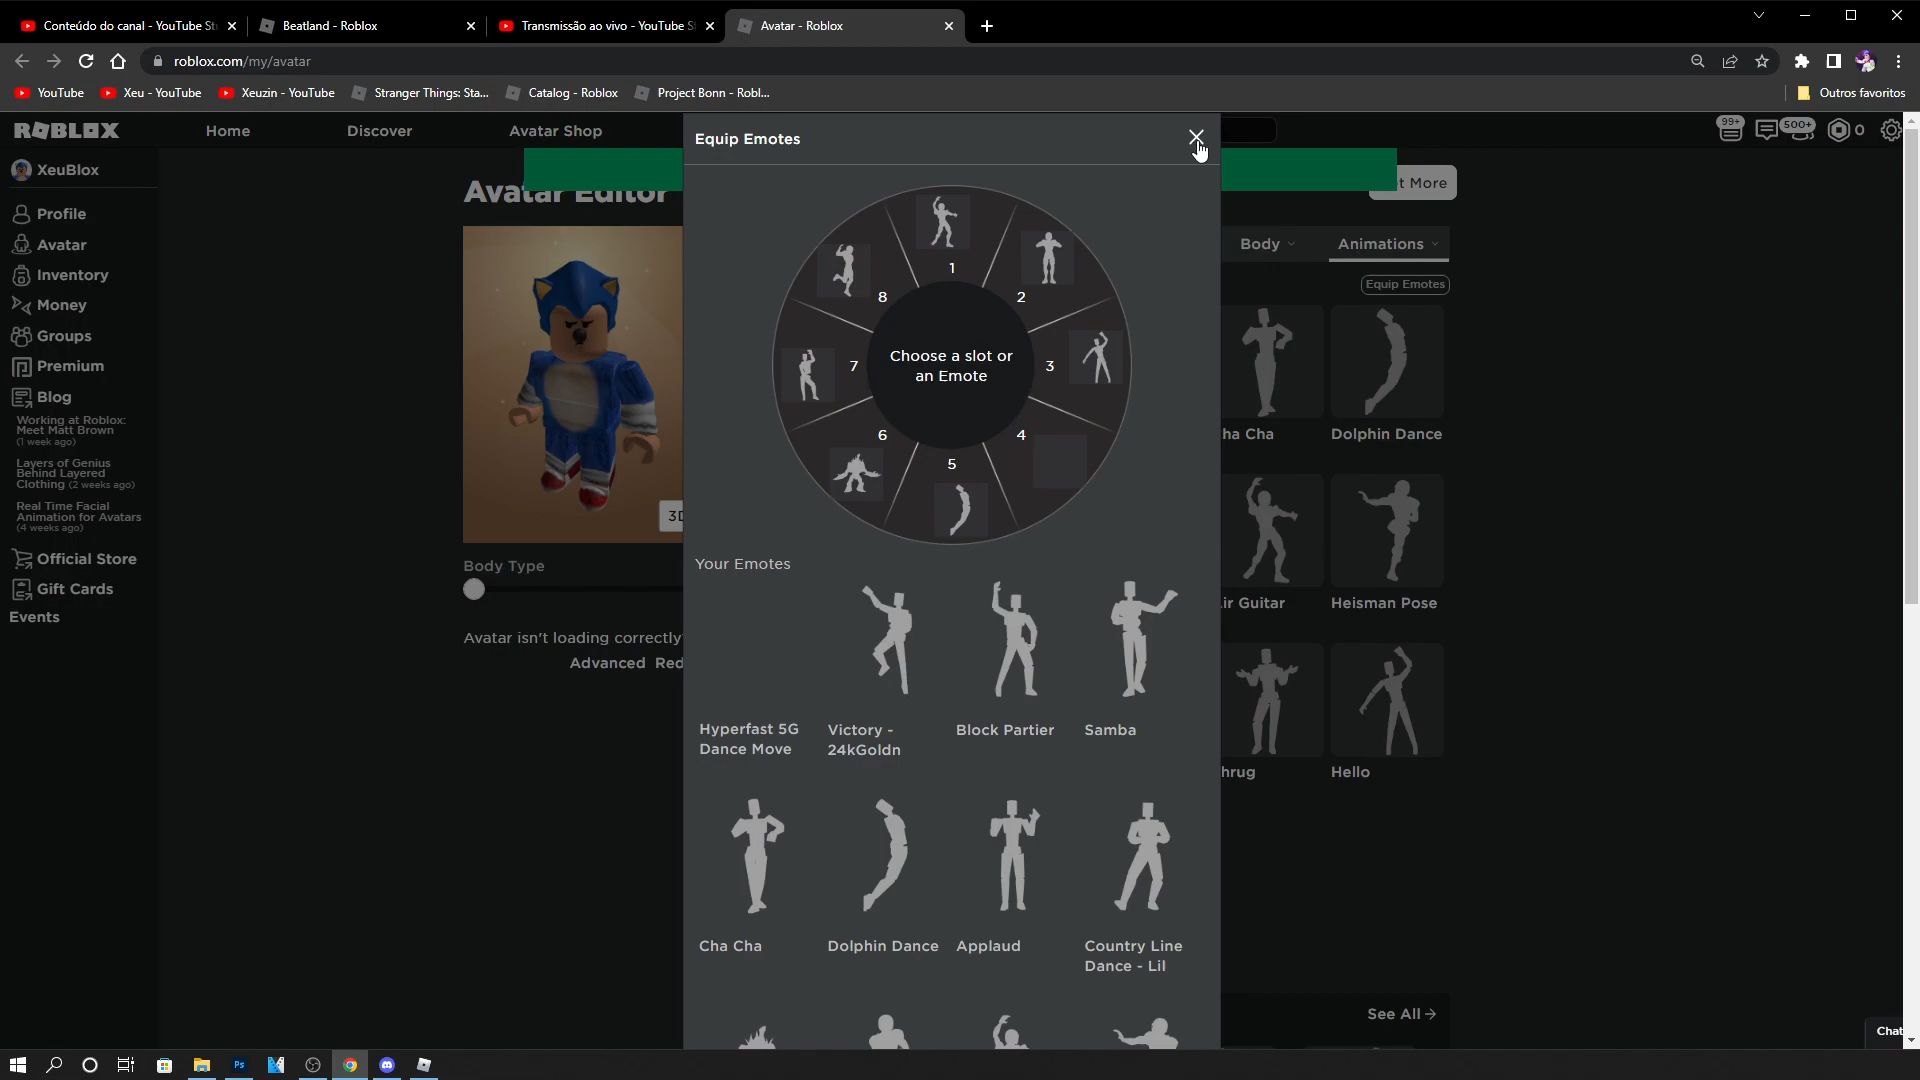 Conteúdo do canal - YouTube St
Beatland - Roblox
Transmissão ao vivo - YouTube S
Avatar - Roblox
roblox.com/my/avatar
YouTube
Xeu - YouTube
Xeuzin - YouTube
Stranger Things: Sta...
Catalog - Roblox
Project Bonn - Robl...
Outros favoritos
ROBLOX
Home
Discover
Avatar Shop
99+
500+
0
XeuBlox
Profile
Avatar
Inventory
Money
Groups
Premium
Blog
Working at Roblox:
Meet Matt Brown
(1 week ago)
Layers of Genius
Behind Layered
Clothing (2 weeks ago)
Real Time Facial
Animation for Avatars
(4 weeks ago)
Official Store
Gift Cards
Events
Avatar Editor
3D
Body Type
Avatar isn't loading correctly
Advanced Red
Equip Emotes
1
2
3
4
5
6
7
8
Choose a slot or
an Emote
Your Emotes
Hyperfast 5G
Dance Move
Victory -
24kGoldn
Block Partier
Samba
Cha Cha
Dolphin Dance
Applaud
Country Line
Dance - Lil
t More
Body
Animations
Equip Emotes
ha Cha
Dolphin Dance
ir Guitar
Heisman Pose
hrug
Hello
See All
Chat
Ps